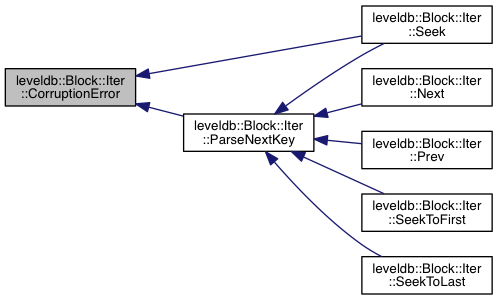 leveldb::Block::Iter
::CorruptionError
leveldb::Block::Iter
::ParseNextKey
leveldb::Block::Iter
::Seek
leveldb::Block::Iter
::Next
leveldb::Block::Iter
::Prev
leveldb::Block::Iter
::SeekToFirst
leveldb::Block::Iter
::SeekToLast